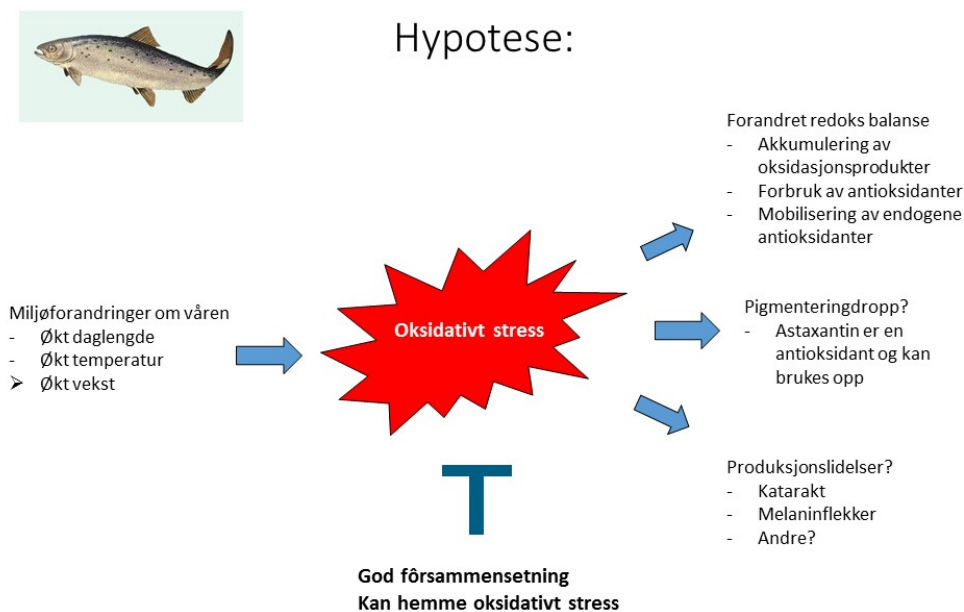 Hypotese:
Miljøforandringer om våren
- Økt daglengde
- Økt temperatur
➢ Økt vekst
Oksidativt stress
Forandret redoks balanse
- Akkumulering av
oksidasjonsprodukter
- Forbruk av antioksidanter
- Mobilisering av endogene
antioksidanter
Pigmenteringdropp?
- Astaxantin er en
antioksidant og kan
brukes opp
Produksjonslidelser?
- Katarakt
- Melaninflekker
- Andre?
God fôrsammensetning
Kan hemme oksidativt stress